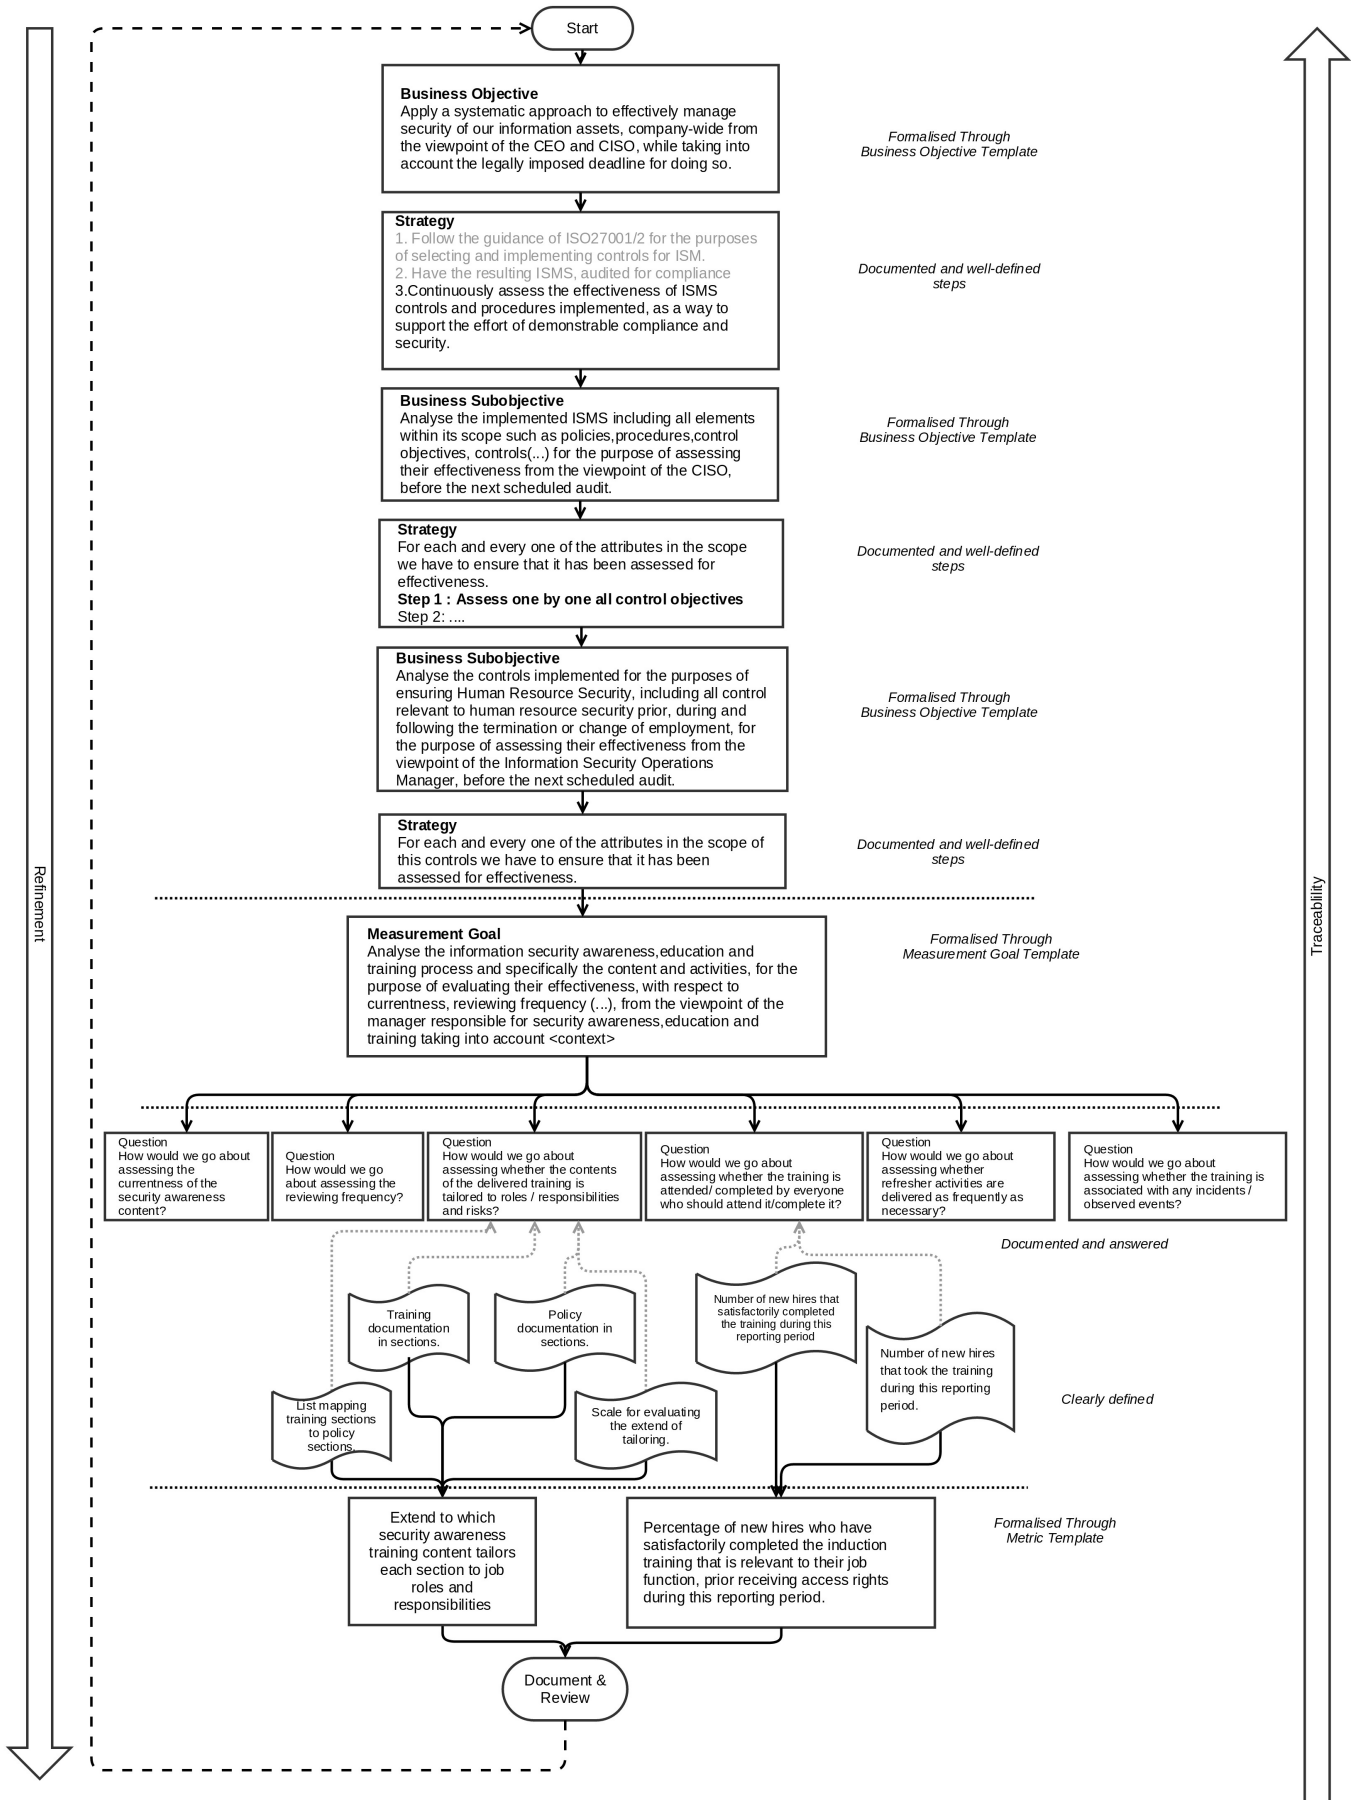 Start
Business Objective
Apply a systematic approach to effectively manage
security of our information assets, company-wide from
the viewpoint of the CEO and CISO, while taking into
account the legally imposed deadline for doing so.
Formalised Through
Business Objective Template
Strategy
1. Follow the guidance of ISO27001/2 for the purposes
of selecting and implementing controls for ISM.
2. Have the resulting ISMS, audited for compliance
3.Continuously assess the effectiveness of ISMS
controls and procedures implemented, as a way to
support the effort of demonstrable compliance and
security.
Documented and well-defined
steps
Business Subobjective
Analyse the implemented ISMS including all elements
within its scope such as policies,procedures,control
objectives, controls(...) for the purpose of assessing
their effectiveness from the viewpoint of the CISO,
before the next scheduled audit.
Formalised Through
Business Objective Template
Strategy
For each and every one of the attributes in the scope
we have to ensure that it has been assessed for
effectiveness.
Step 1 : Assess one by one all control objectives
Step 2: ....
Documented and well-defined
steps
Business Subobjective
Analyse the controls implemented for the purposes of
ensuring Human Resource Security, including all control
relevant to human resource security prior, during and
following the termination or change of employment, for
the purpose of assessing their effectiveness from the
viewpoint of the Information Security Operations
Manager, before the next scheduled audit.
Formalised Through
Business Objective Template
Strategy
For each and every one of the attributes in the scope of
this controls we have to ensure that it has been
assessed for effectiveness.
Documented and well-defined
steps
Refinement
Traceablility
Measurement Goal
Analyse the information security awareness,education and
training process and specifically the content and activities, for the
purpose of evaluating their effectiveness, with respect to
currentness, reviewing frequency (...), from the viewpoint of the
manager responsible for security awareness,education and
training taking into account <context>
Formalised Through
Measurement Goal Template
Question
How would we go about
assessing the
currentness of the
security awareness
content?
Question
How would we go
about assessing the
reviewing frequency?
Question
How would we go about
assessing whether the contents
of the delivered training is
tailored to roles / responsibilities
and risks?
Question
How would we go about
assessing whether the training is
attended/ completed by everyone
who should attend it/complete it?
Question
How would we go about
assessing whether
refresher activities are
delivered as frequently as
necessary?
Question
How would we go about
assessing whether the training is
associated with any incidents /
observed events?
Documented and answered
Training
documentation
in sections.
Policy
documentation in
sections.
Number of new hires that
satisfactorily completed
the training during this
reporting period
Number of new hires
that took the training
during this reporting
period.
List mapping
training sections
to policy
sections.
Scale for evaluating
the extend of
tailoring.
Clearly defined
Extend to which
security awareness
training content tailors
each section to job
roles and
responsibilities
Percentage of new hires who have
satisfactorily completed the induction
training that is relevant to their job
function, prior receiving access rights
during this reporting period.
Formalised Through
Metric Template
Document &
Review